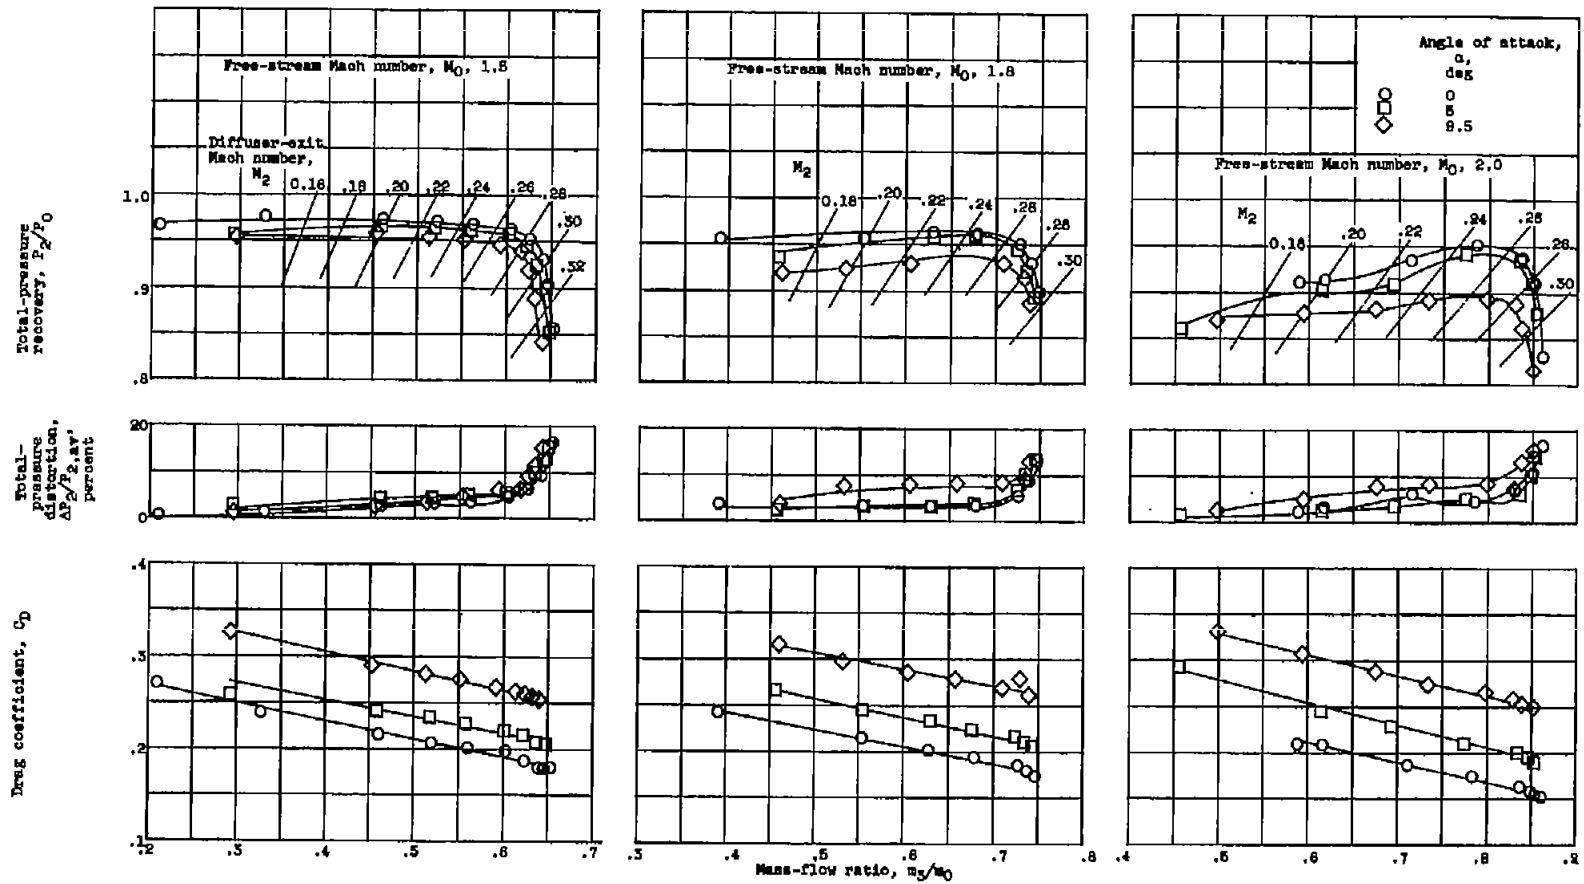 Free-stream Mach number, M0, 1.5
Diffuser-exit
Mach number,
M2
0.16 .18 .20 .22 .24 .26 .28
.30
.32
Free-stream Mach number, M0, 1.8
M2
0.18 .20 .22 .24 .26
.28
.30
Angle of attack,
α,
deg
0
5
9.5
Free-stream Mach number, M0, 2.0
M2
0.18 .20 .22 .24 .26
.28
.30
Total-pressure
recovery, P2/P0
1.0
.9
.8
Total-
pressure
distortion,
ΔP2/P2,av,
percent
20
0
Drag coefficient, CD
.4
.3
.2
.1
.2 .3 .4 .5 .6 .7
.3 .4 .5 .6 .7 .8
.4 .5 .6 .7 .8 .9
Mass-flow ratio, m3/m0